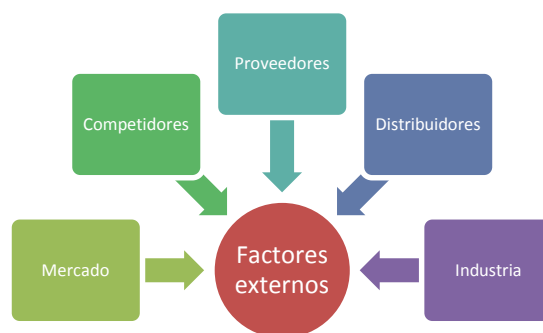 Proveedores
Competidores
Distribuidores
Mercado
Factores
externos
Industria